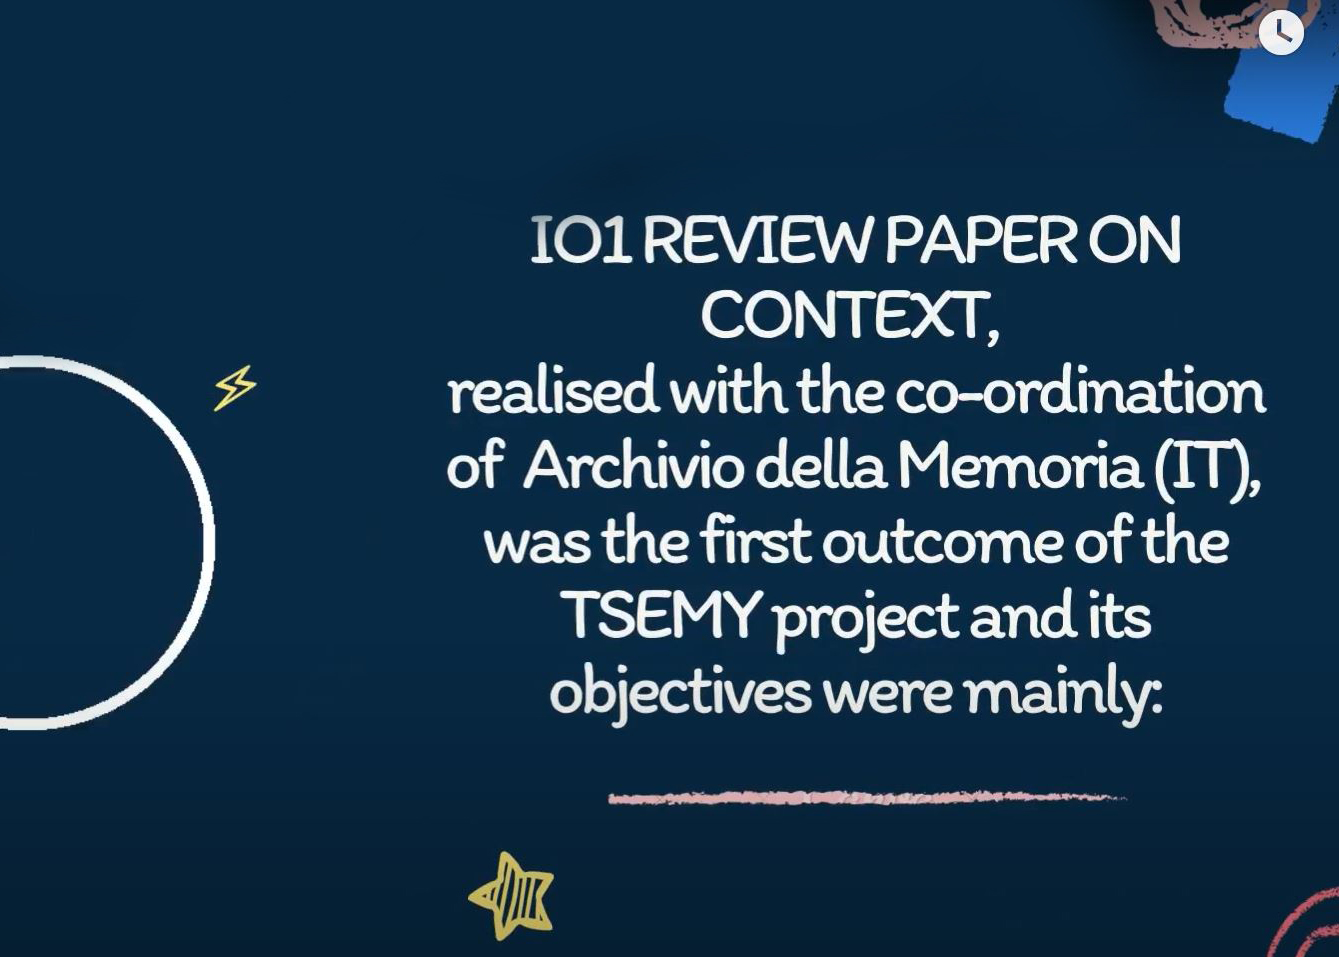 IO1 REVIEW PAPER ON
CONTEXT,
realised with the co-ordination
of Archivio della Memoria (IT),
was the first outcome of the
TSEMY project and its
objectives were mainly: